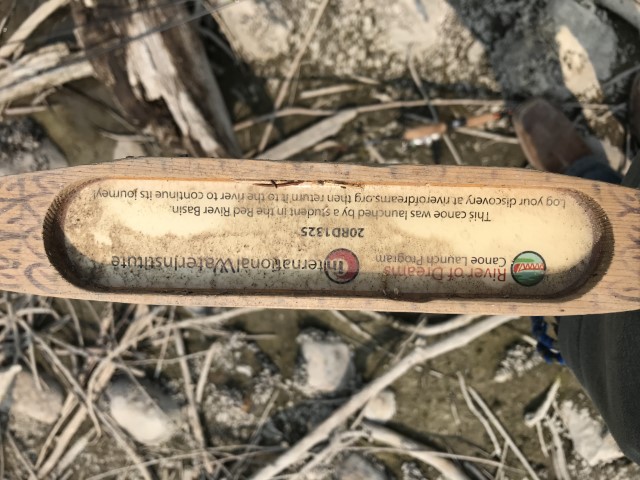 River of Dreams
Canoe Launch Program
International Water Institute
20RD1325
This canoe was launched by a student in the Red River Basin.
Log your discovery at riverofdreams.org then return it to the river to continue its journey!